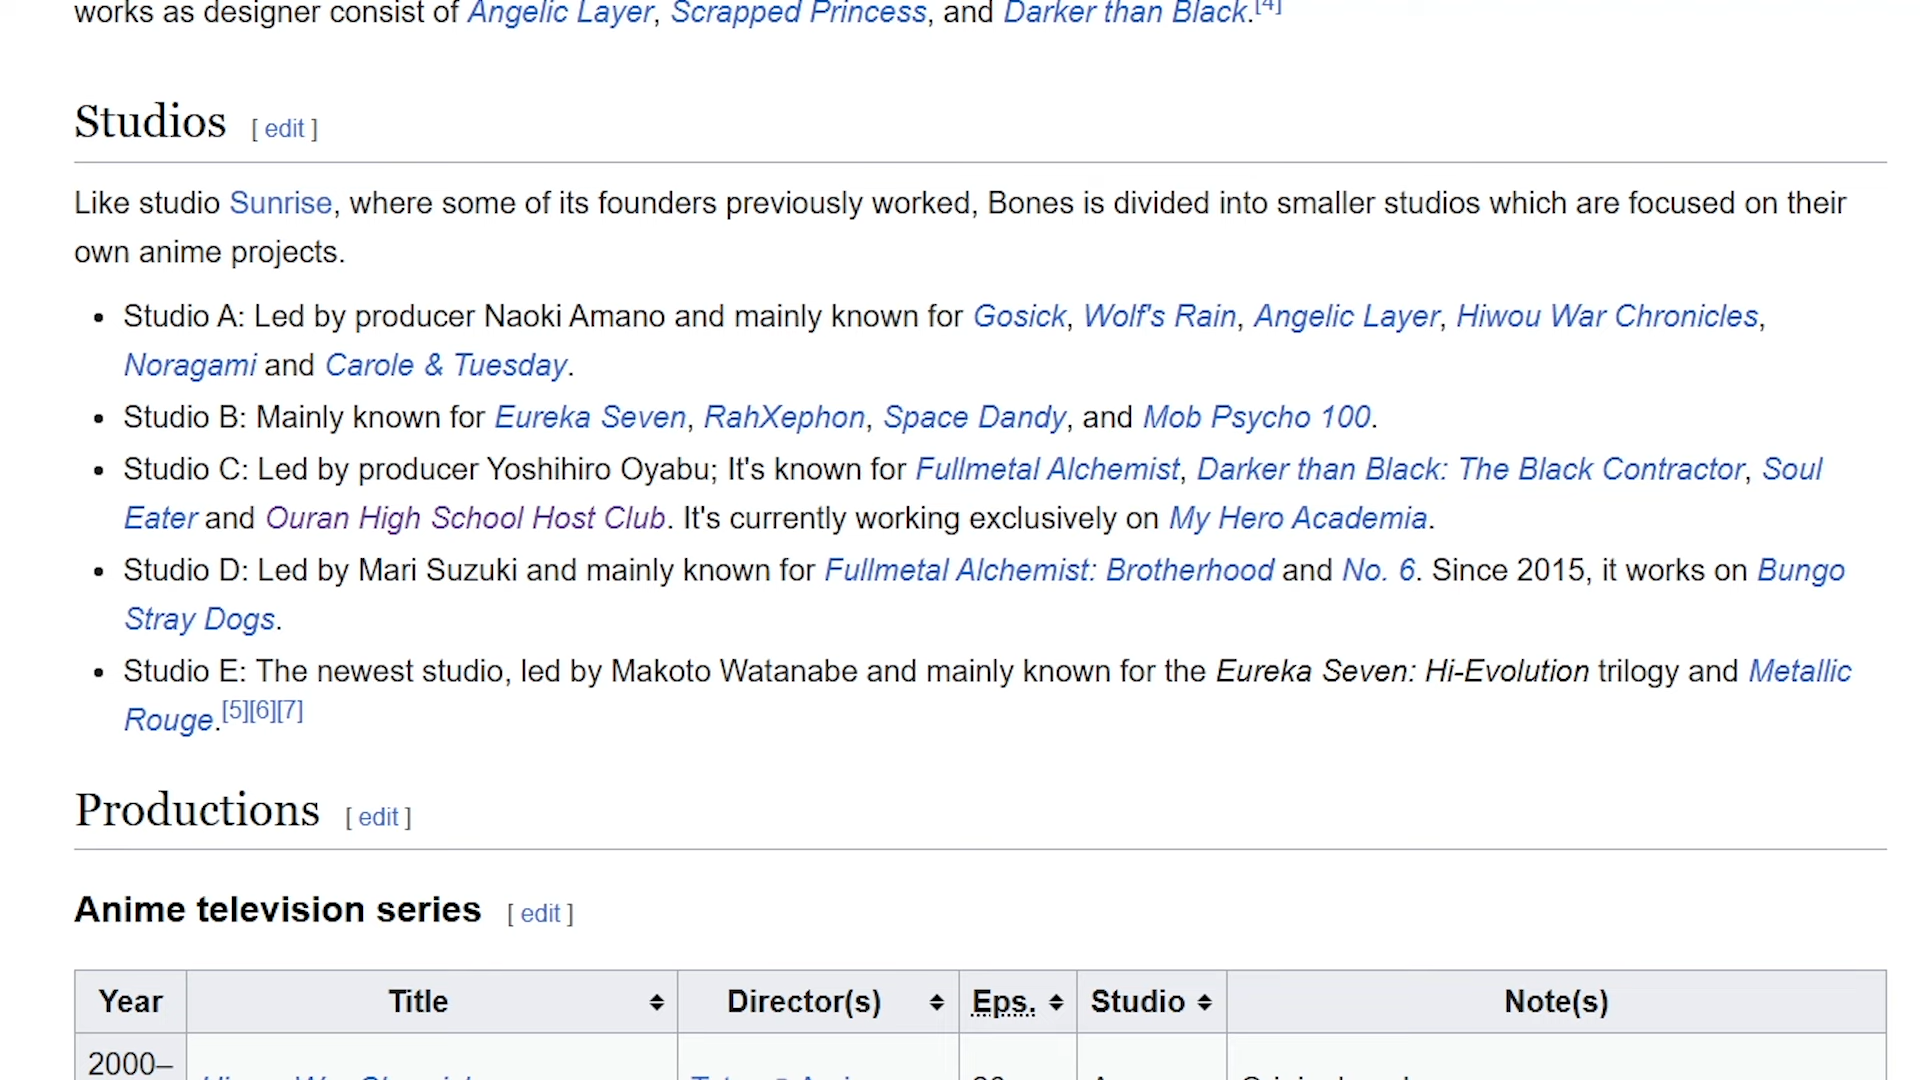 works as designer consist of Angelic Layer, Scrapped Princess, and Darker than Black.[4]
Studios [ edit ]
Like studio Sunrise, where some of its founders previously worked, Bones is divided into smaller studios which are focused on their
own anime projects.
• Studio A: Led by producer Naoki Amano and mainly known for Gosick, Wolf's Rain, Angelic Layer, Hiwou War Chronicles,
Noragami and Carole & Tuesday.
• Studio B: Mainly known for Eureka Seven, RahXephon, Space Dandy, and Mob Psycho 100.
• Studio C: Led by producer Yoshihiro Oyabu; It's known for Fullmetal Alchemist, Darker than Black: The Black Contractor, Soul
Eater and Ouran High School Host Club. It's currently working exclusively on My Hero Academia.
• Studio D: Led by Mari Suzuki and mainly known for Fullmetal Alchemist: Brotherhood and No. 6. Since 2015, it works on Bungo
Stray Dogs.
• Studio E: The newest studio, led by Makoto Watanabe and mainly known for the Eureka Seven: Hi-Evolution trilogy and Metallic
Rouge.[5][6][7]
Productions [ edit ]
Anime television series [ edit ]
Year Title Director(s) Eps. Studio Note(s)
2000–